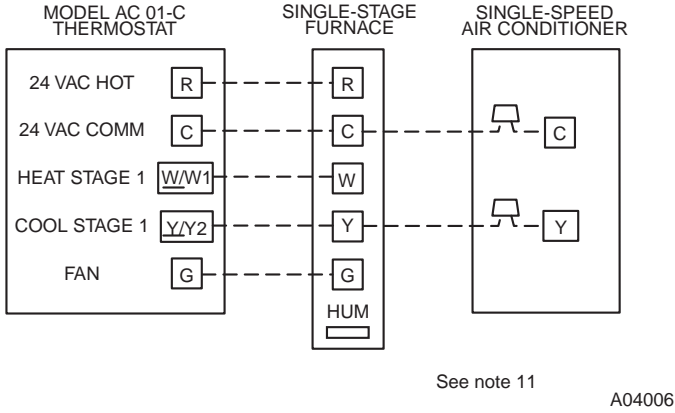 MODEL AC 01-C
THERMOSTAT
SINGLE-STAGE
FURNACE
SINGLE-SPEED
AIR CONDITIONER
24 VAC HOT R R
24 VAC COMM C C C
HEAT STAGE 1 W/W1 W
COOL STAGE 1 Y/Y2 Y Y
FAN G G
HUM
See note 11
A04006